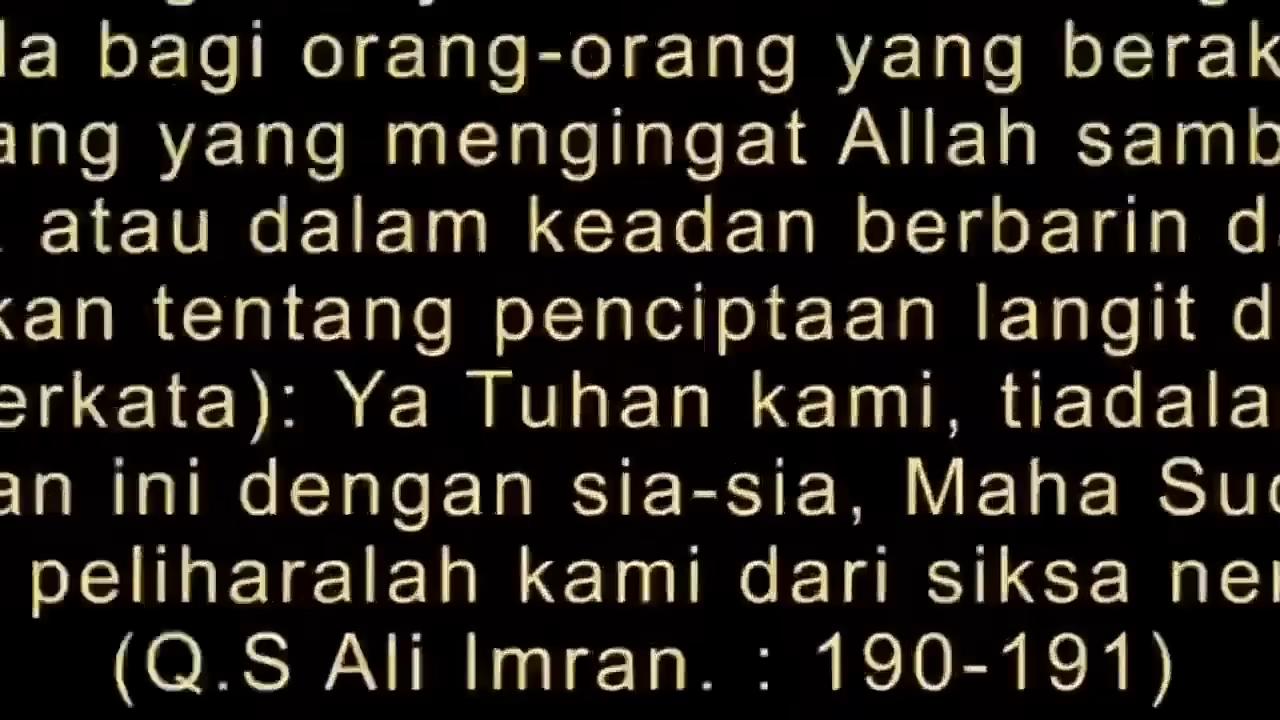 la bagi orang-orang yang berak
ang yang mengingat Allah samb
atau dalam keadan berbarin d
kan tentang penciptaan langit d
erkata): Ya Tuhan kami, tiadala
an ini dengan sia-sia, Maha Suc
peliharalah kami dari siksa ner
(Q.S Ali Imran. : 190-191)